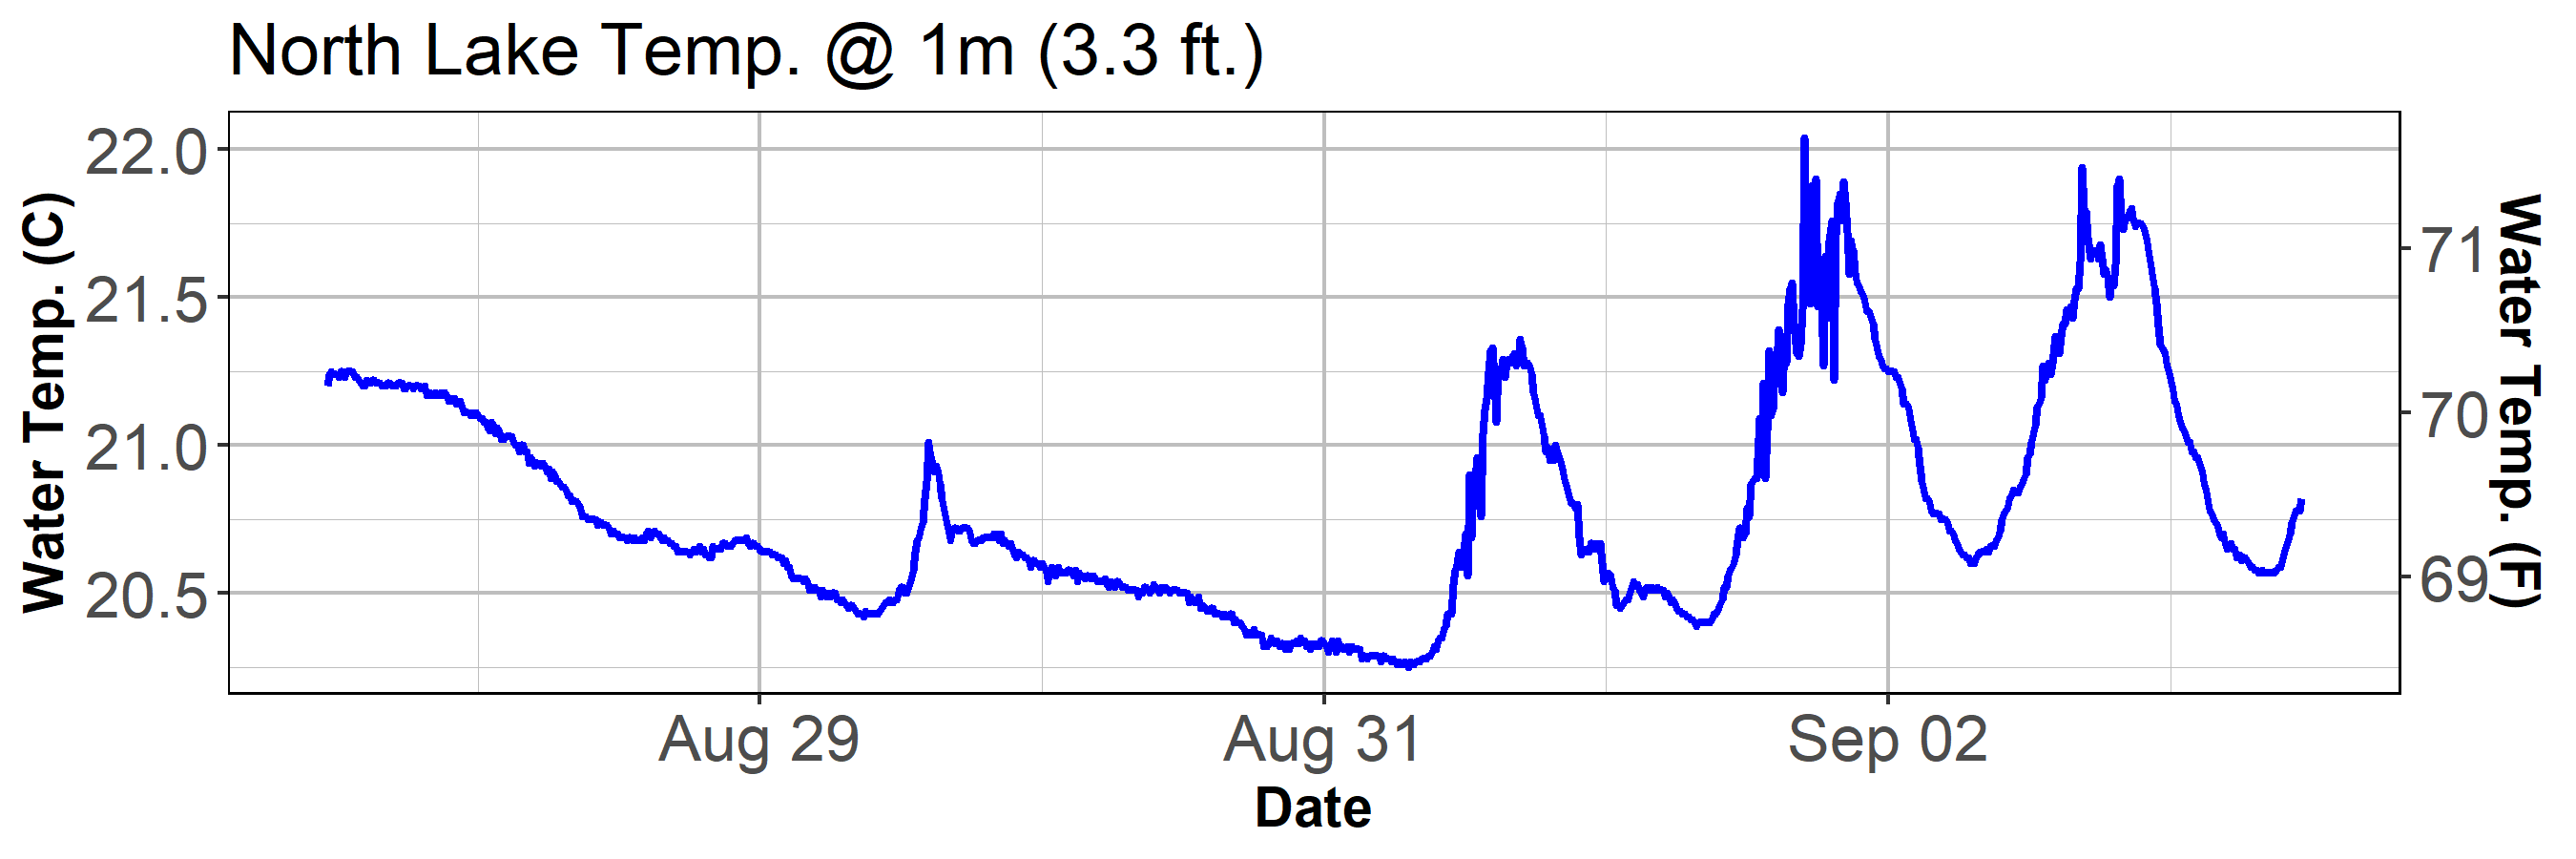 North Lake Temp. @ 1m (3.3 ft.)
Water Temp. (C)
22.0
21.5
21.0
20.5
71
70
69
Water Temp. (F)
Aug 29
Aug 31
Sep 02
Date